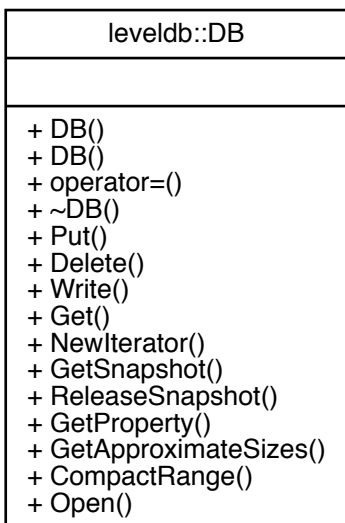 leveldb::DB
+ DB()
+ DB()
+ operator=()
+ ~DB()
+ Put()
+ Delete()
+ Write()
+ Get()
+ NewIterator()
+ GetSnapshot()
+ ReleaseSnapshot()
+ GetProperty()
+ GetApproximateSizes()
+ CompactRange()
+ Open()